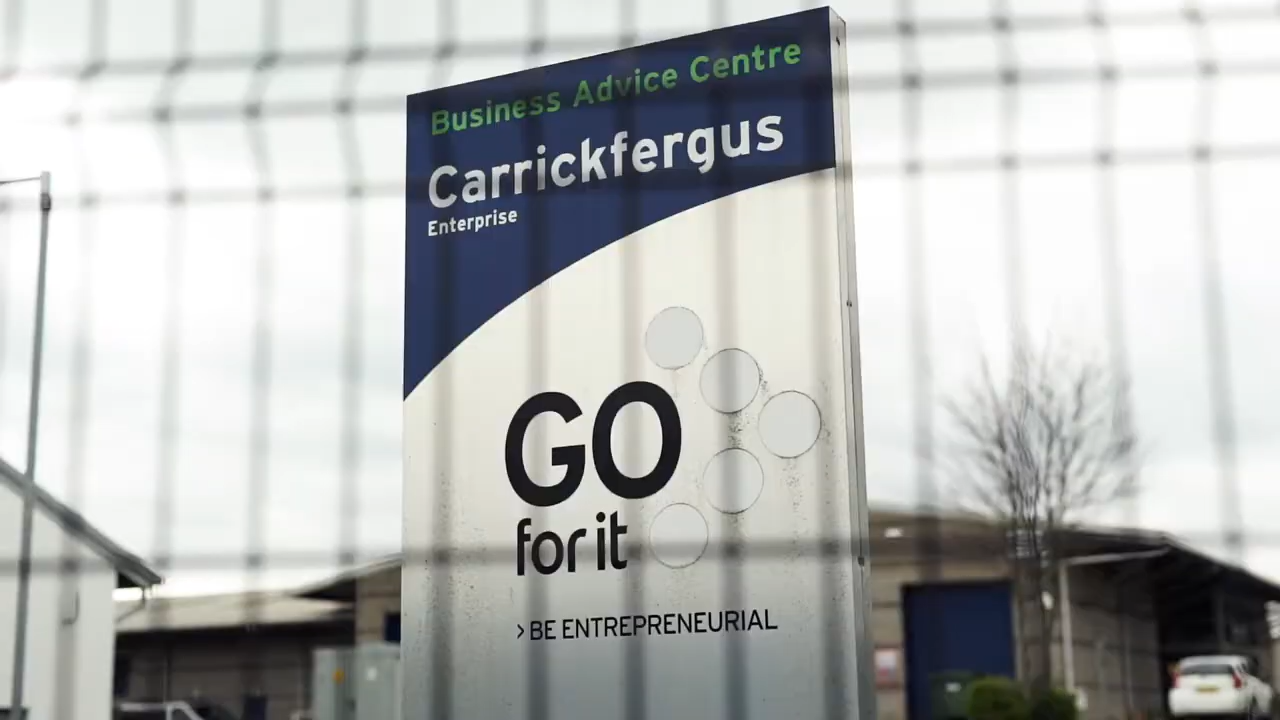 Business Advice Centre
Carrickfergus
Enterprise
GO
for it
> BE ENTREPRENEURIAL